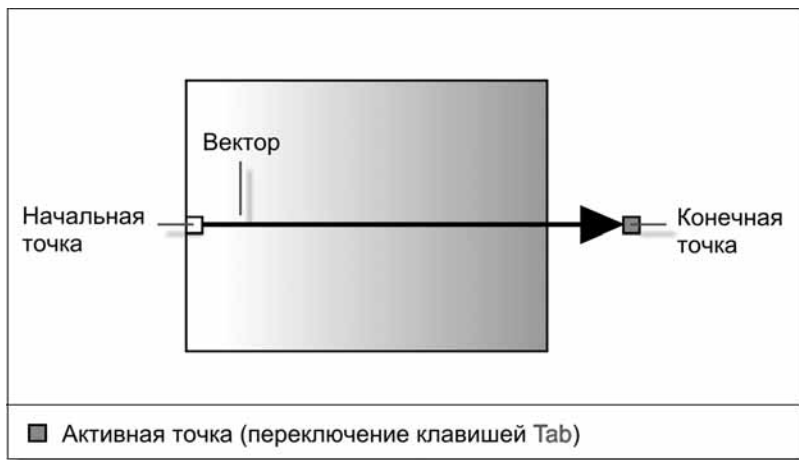 Вектор
Начальная
точка
Конечная
точка
Активная точка (переключение клавишей Tab)